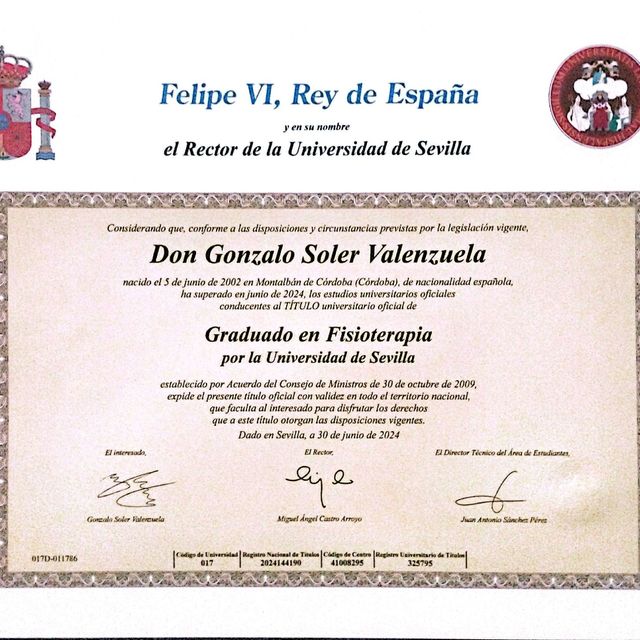 Felipe VI, Rey de España
y en su nombre
el Rector de la Universidad de Sevilla
Considerando que, conforme a las disposiciones y circunstancias previstas por la legislación vigente,
Don Gonzalo Soler Valenzuela
nacido el 5 de junio de 2002 en Montalbán de Córdoba (Córdoba), de nacionalidad española,
ha superado en junio de 2024, los estudios universitarios oficiales
conducentes al TÍTULO universitario oficial de
Graduado en Fisioterapia
por la Universidad de Sevilla
establecido por Acuerdo del Consejo de Ministros de 30 de octubre de 2009,
expide el presente título oficial con validez en todo el territorio nacional,
que faculta al interesado para disfrutar los derechos
que a este título otorgan las disposiciones vigentes.
Dado en Sevilla, a 30 de junio de 2024
El interesado, El Rector, El Director Técnico del Área de Estudiantes,
Gonzalo Soler Valenzuela Miguel Ángel Castro Arroyo Juan Antonio Sánchez Pérez
017D-011786
Código de Universidad Registro Nacional de Títulos Código de Centro Registro Universitario de Títulos
017 2024144190 41008295 325795